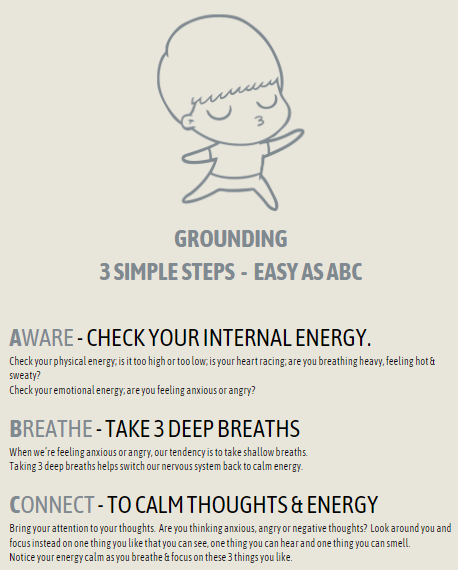 GROUNDING
3 SIMPLE STEPS - EASY AS ABC
AWARE - CHECK YOUR INTERNAL ENERGY.
Check your physical energy; is it too high or too low; is your heart racing; are you breathing heavy, feeling hot &
sweaty?
Check your emotional energy; are you feeling anxious or angry?
BREATHE - TAKE 3 DEEP BREATHS
When we're feeling anxious or angry, our tendency is to take shallow breaths.
Taking 3 deep breaths helps switch our nervous system back to calm energy.
CONNECT - TO CALM THOUGHTS & ENERGY
Bring your attention to your thoughts. Are you thinking anxious, angry or negative thoughts? Look around you and
focus instead on one thing you like that you can see, one thing you can hear and one thing you can smell.
Notice your energy calm as you breathe & focus on these 3 things you like.